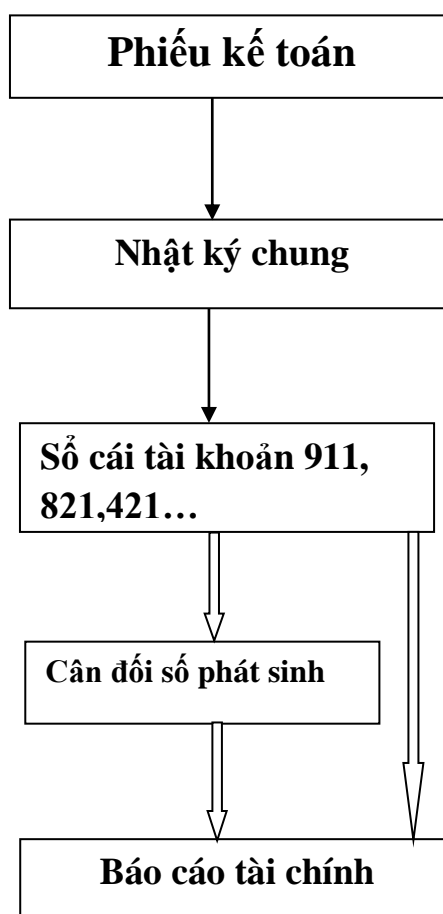 Phiếu kế toán
Nhật ký chung
Sổ cái tài khoản 911,
821,421…
Cân đối số phát sinh
Báo cáo tài chính